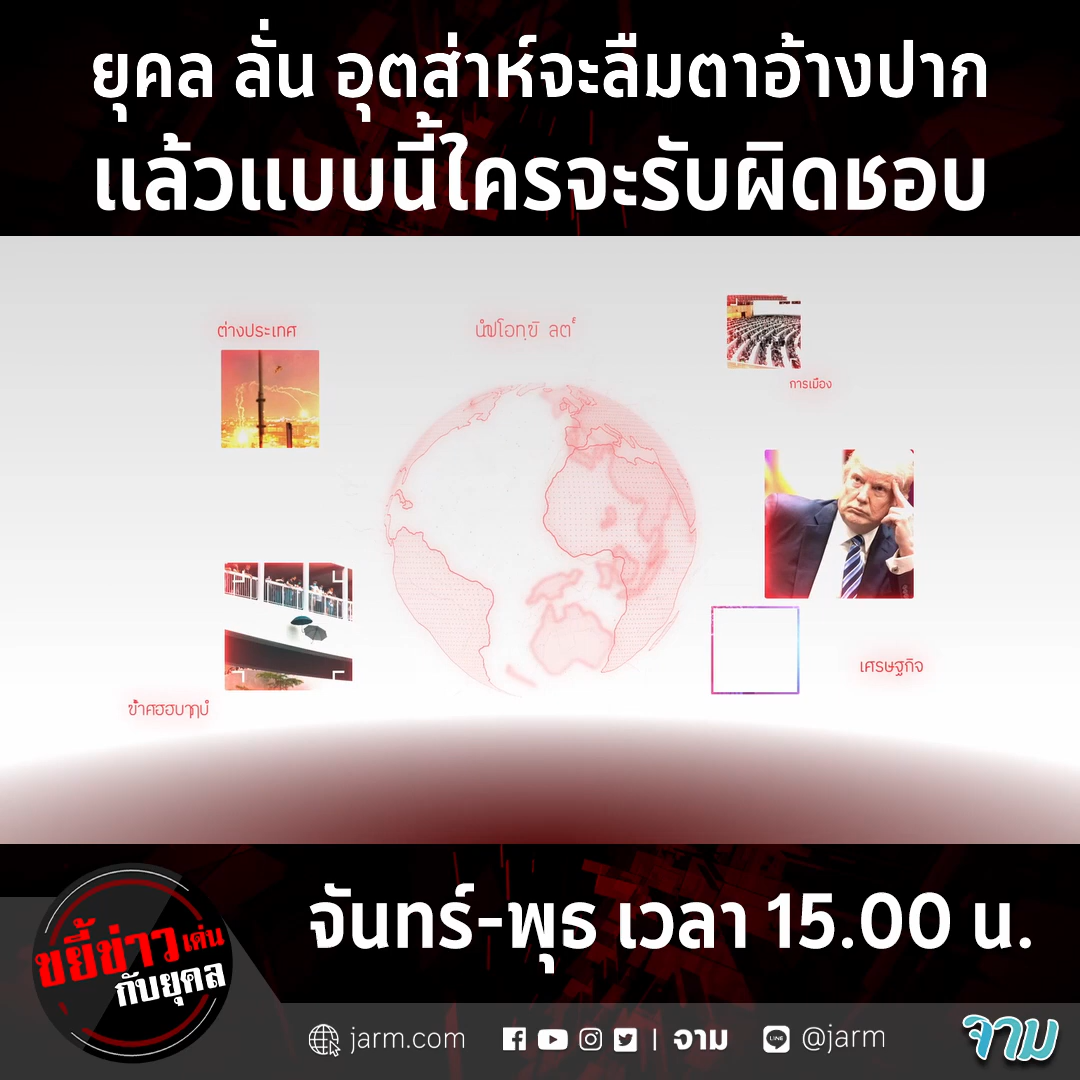 ยุคล ลั่น อุตส่าห์จะลืมตาอ้างปาก
แล้วแบบนี้ใครจะรับผิดชอบ
ต่างประเทศ
การเมือง
เศรษฐกิจ
ขยี้ข่าวเด่น
กับยุคล
จันทร์-พุธ เวลา 15.00 น.
jarm.com
| จาม
LINE
@jarm
จาม